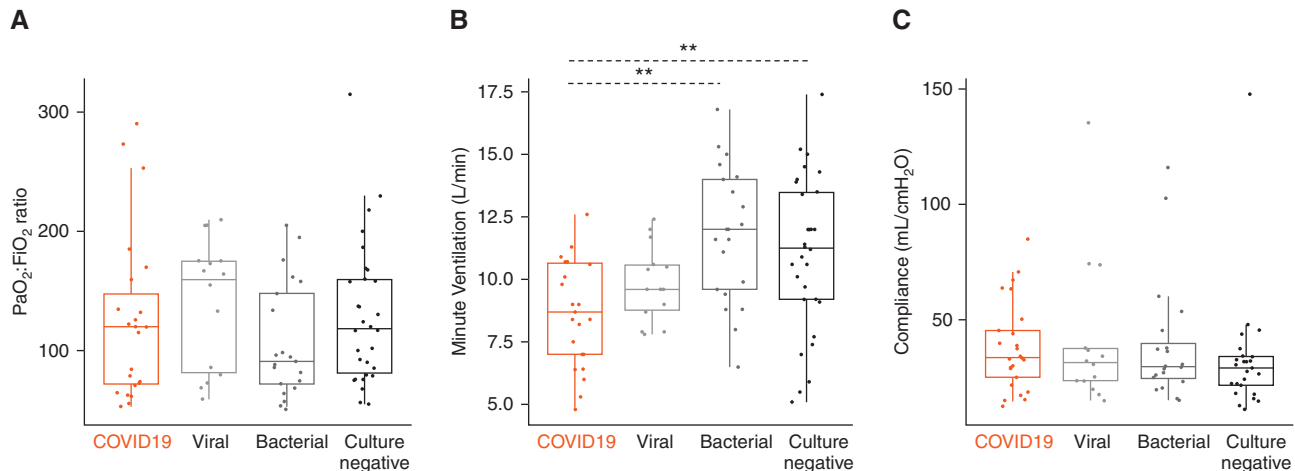 A
PaO2:FIO2 ratio
300
200
100
COVID19 Viral Bacterial Culture
negative
B
**
**
Minute Ventilation (L/min)
17.5
15.0
12.5
10.0
7.5
5.0
COVID19 Viral Bacterial Culture
negative
C
Compliance (mL/cmH2O)
150
100
50
COVID19 Viral Bacterial Culture
negative